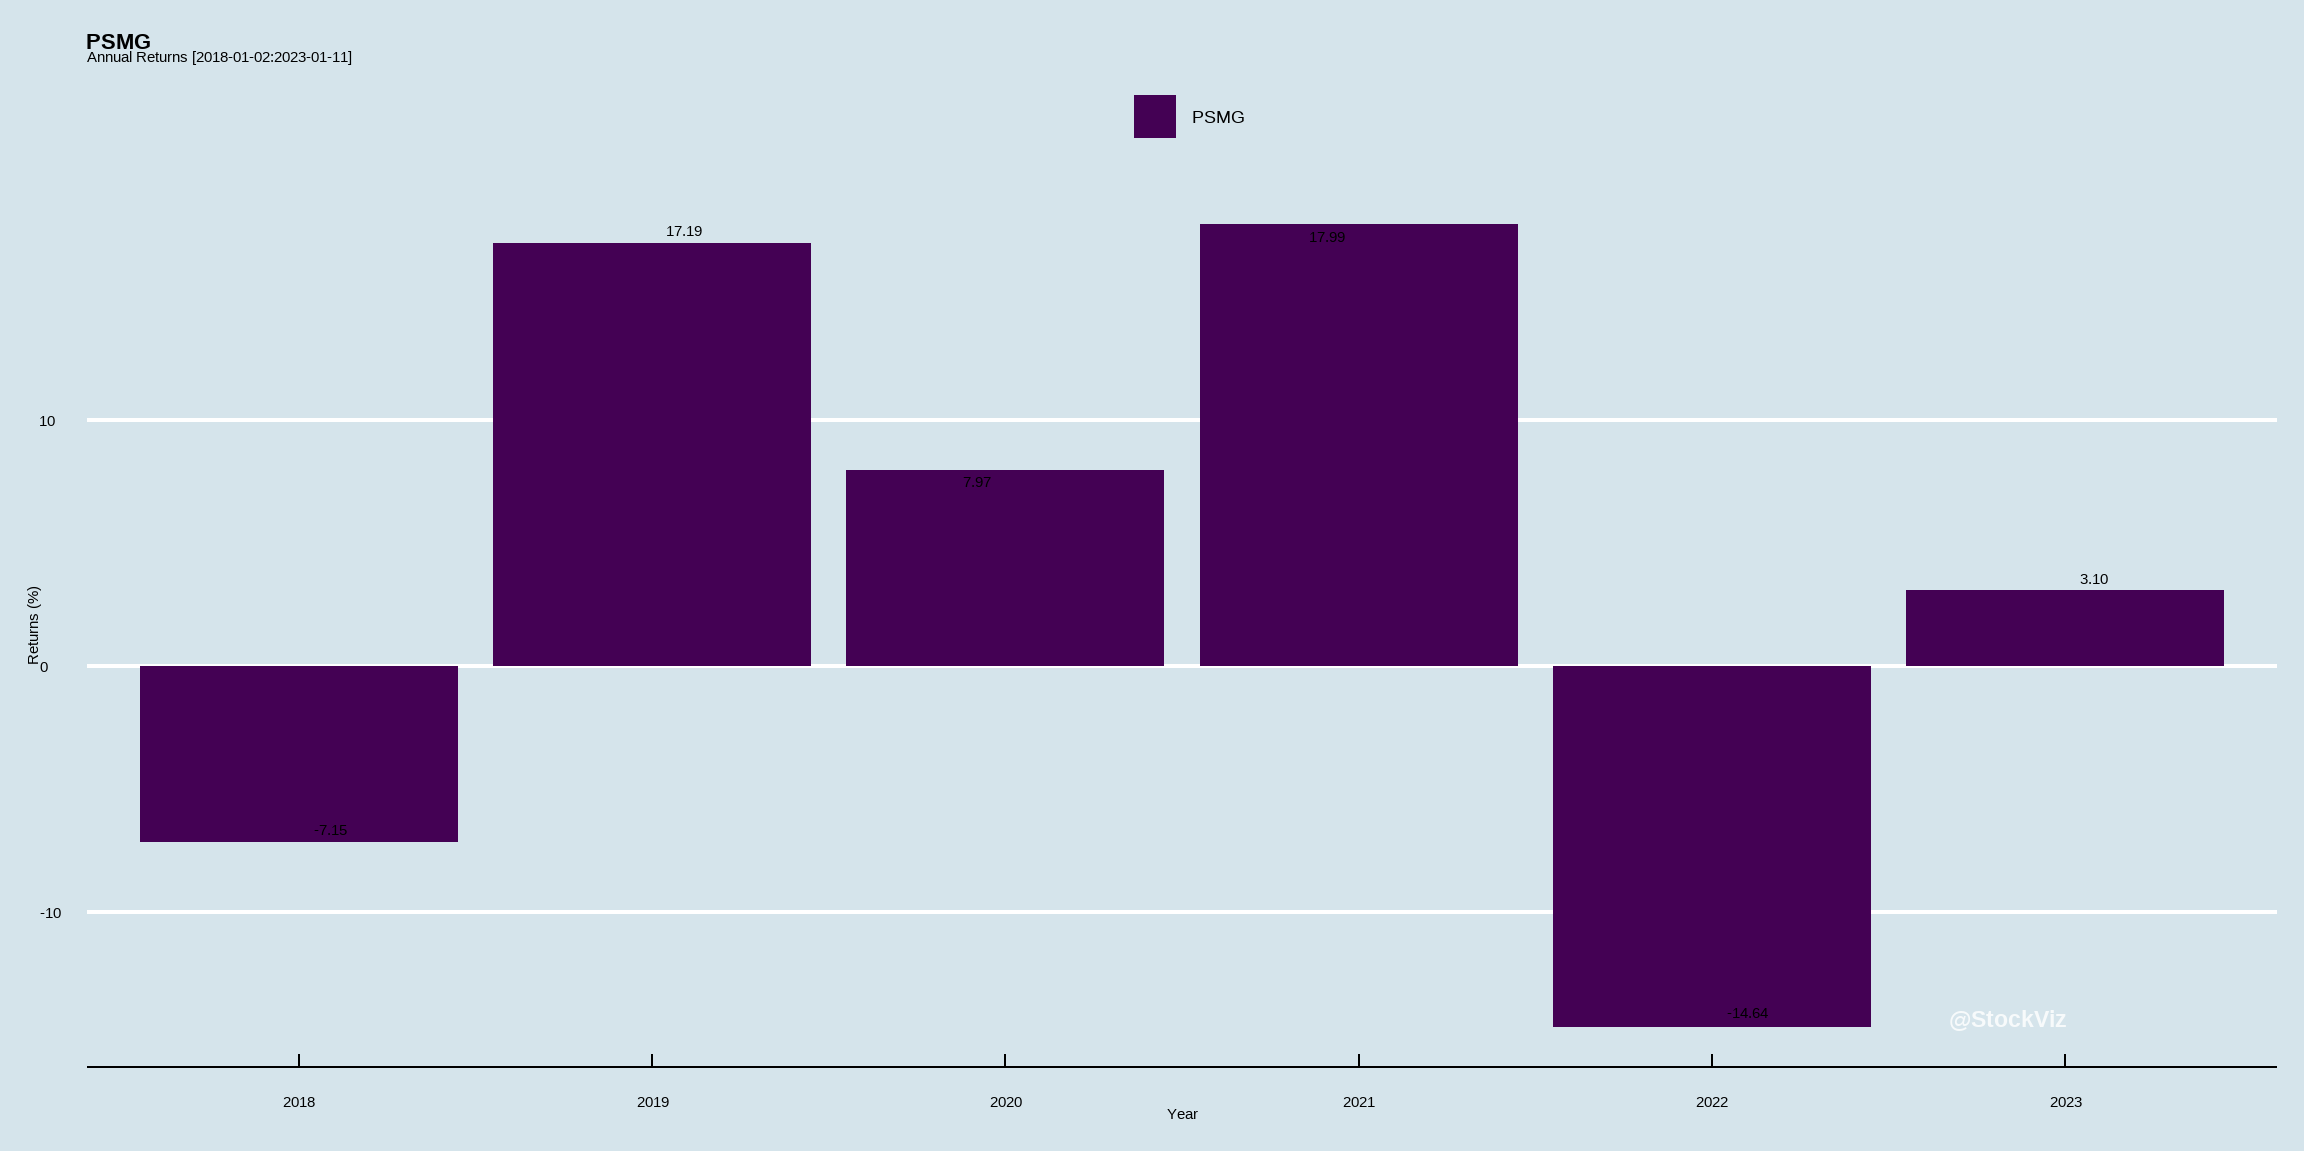 PSMG
Annual Returns [2018-01-02:2023-01-11]
PSMG
17.19
17.99
10
7.97
3.10
Returns (%)
0
-7.15
-10
-14.64
@StockViz
2018 2019 2020 2021 2022 2023
Year